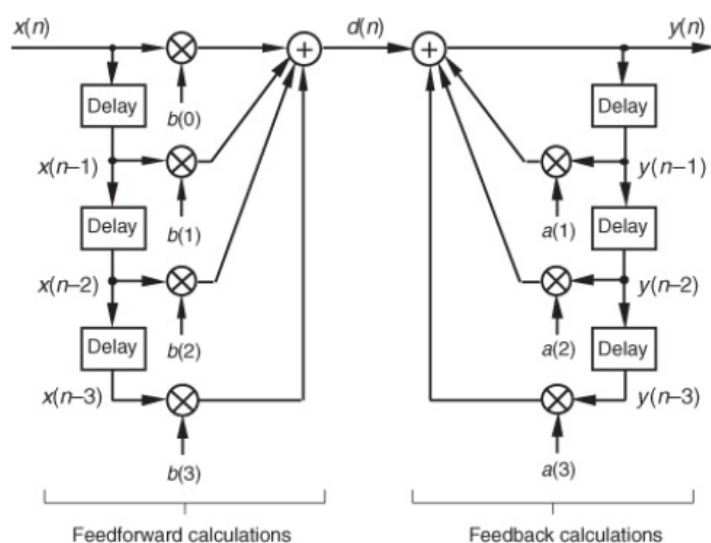 x(n) d(n) y(n)
Delay Delay
b(0)
x(n–1) y(n–1)
b(1) a(1)
Delay Delay
x(n–2) y(n–2)
b(2) a(2)
Delay Delay
x(n–3) y(n–3)
b(3) a(3)
Feedforward calculations Feedback calculations